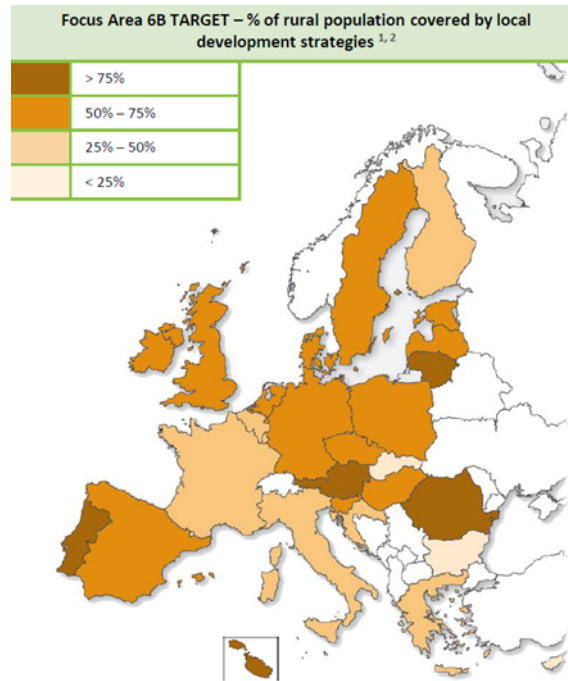 Focus Area 6B TARGET – % of rural population covered by local
development strategies 1, 2
> 75%
50% – 75%
25% – 50%
< 25%